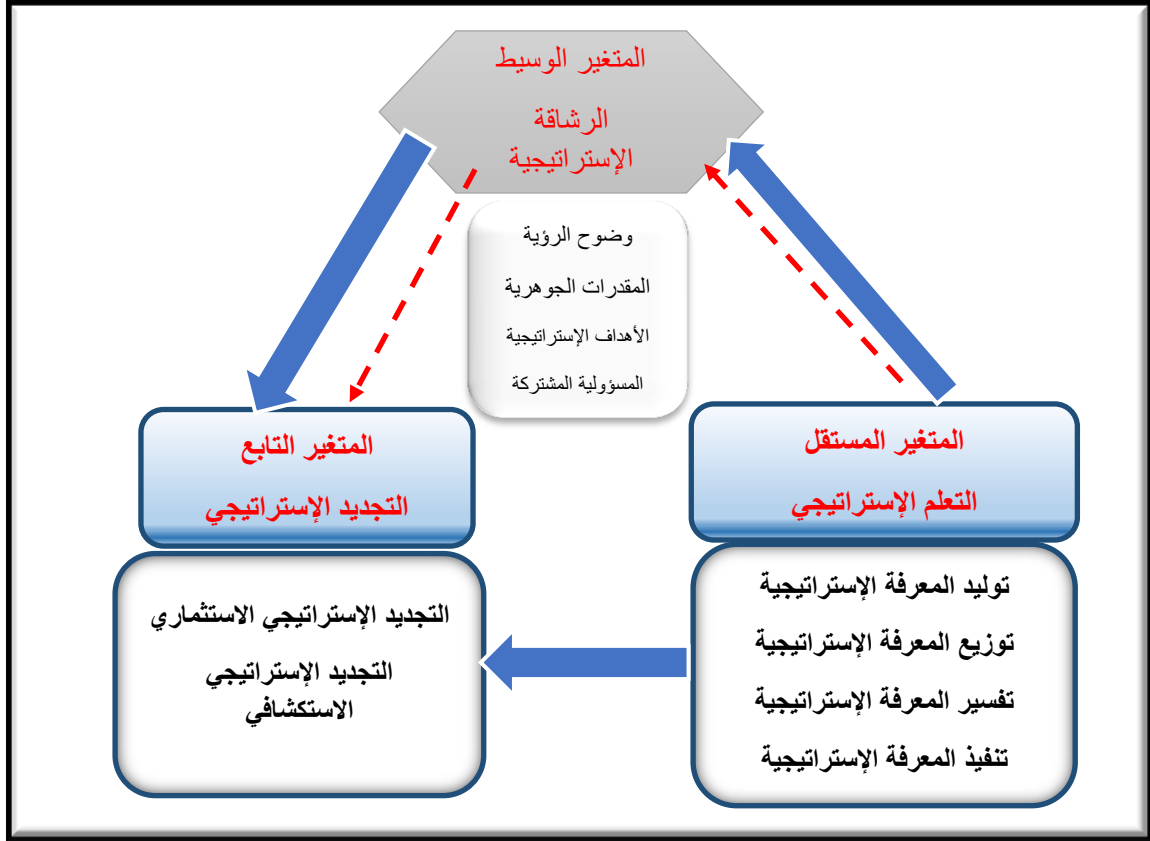 المتغير الوسيط
الرشاقة
الإستراتيجية
وضوح الرؤية
المقدرات الجوهرية
الأهداف الإستراتيجية
المسؤولية المشتركة
المتغير المستقل
التعلم الإستراتيجي
توليد المعرفة الإستراتيجية
توزيع المعرفة الإستراتيجية
تفسير المعرفة الإستراتيجية
تنفيذ المعرفة الإستراتيجية
المتغير التابع
التجديد الإستراتيجي
التجديد الإستراتيجي الاستثماري
التجديد الإستراتيجي
الاستكشافي